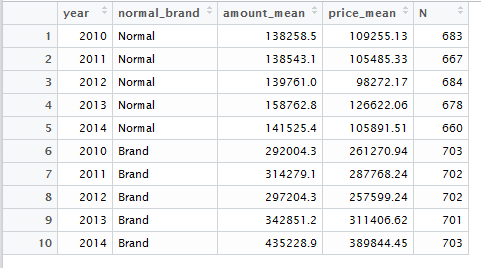 year normal_brand amount_mean price_mean N
1 2010 Normal 138258.5 109255.13 683
2 2011 Normal 138543.1 105485.33 667
3 2012 Normal 139761.0 98272.17 684
4 2013 Normal 158762.8 126622.06 678
5 2014 Normal 141525.4 105891.51 660
6 2010 Brand 292004.3 261270.94 703
7 2011 Brand 314279.1 287768.24 702
8 2012 Brand 297204.3 257599.24 702
9 2013 Brand 342851.2 311406.62 701
10 2014 Brand 435228.9 389844.45 703